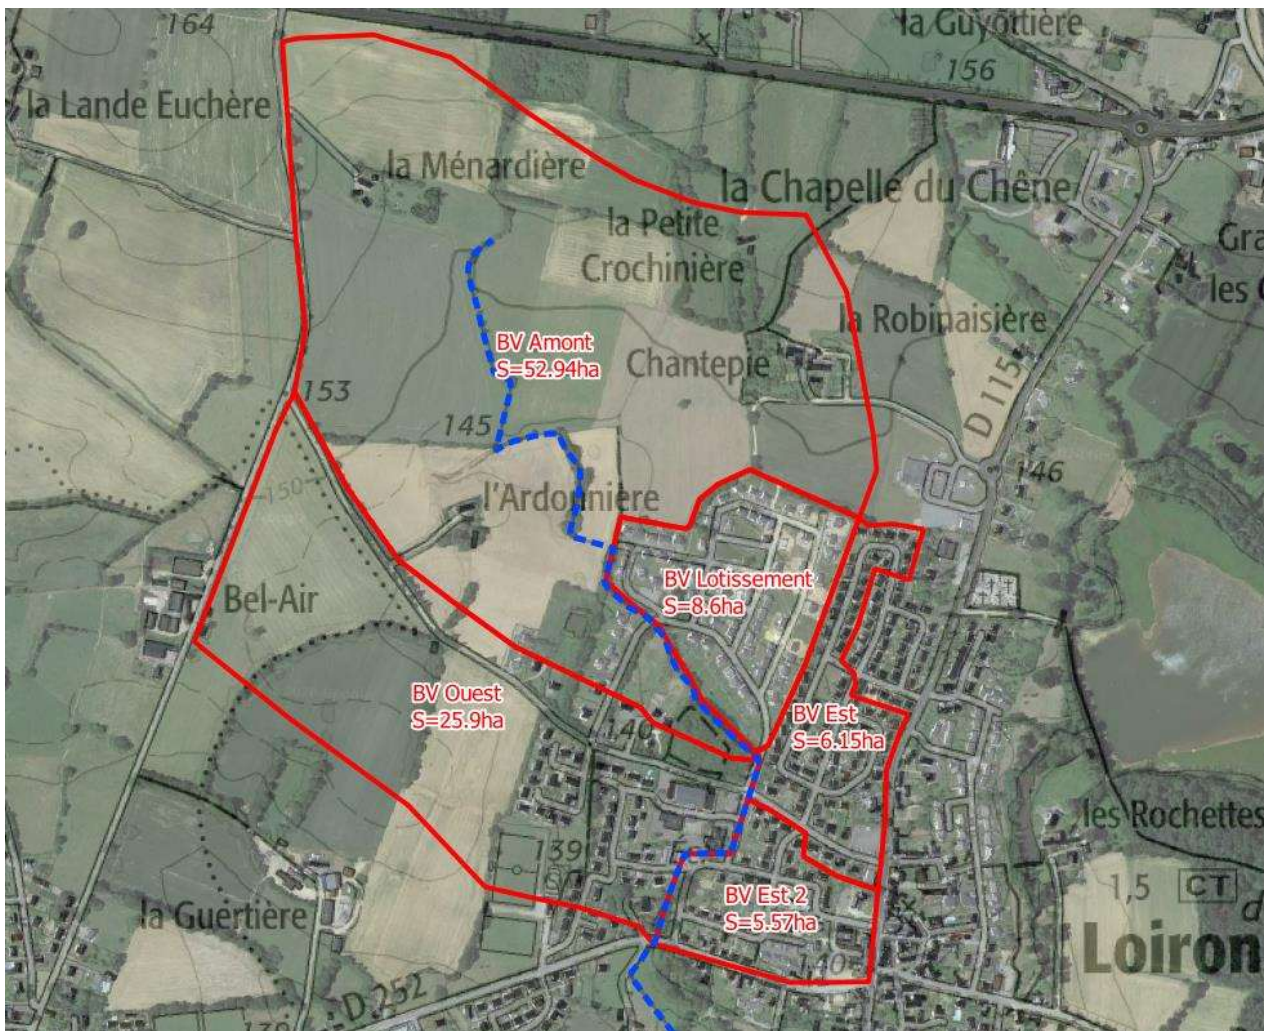 164
la Guyottière
156
la Lande Euchère
la Ménardière
la Chapelle du Chêne
la Petite
Crochinière
Gra
les
la Robinaisière
BV Amont
S=52.94ha
Chantepie
153
D 115
145
146
150
l'Ardonnière
BV Lotissement
S=8.6ha
Bel-Air
BV Ouest
S=25.9ha
BV Est
S=6.15ha
140
les Rochettes
139
BV Est 2
S=5.57ha
1,5 CT
d
la Guertière
Loiron
140
D 252
139